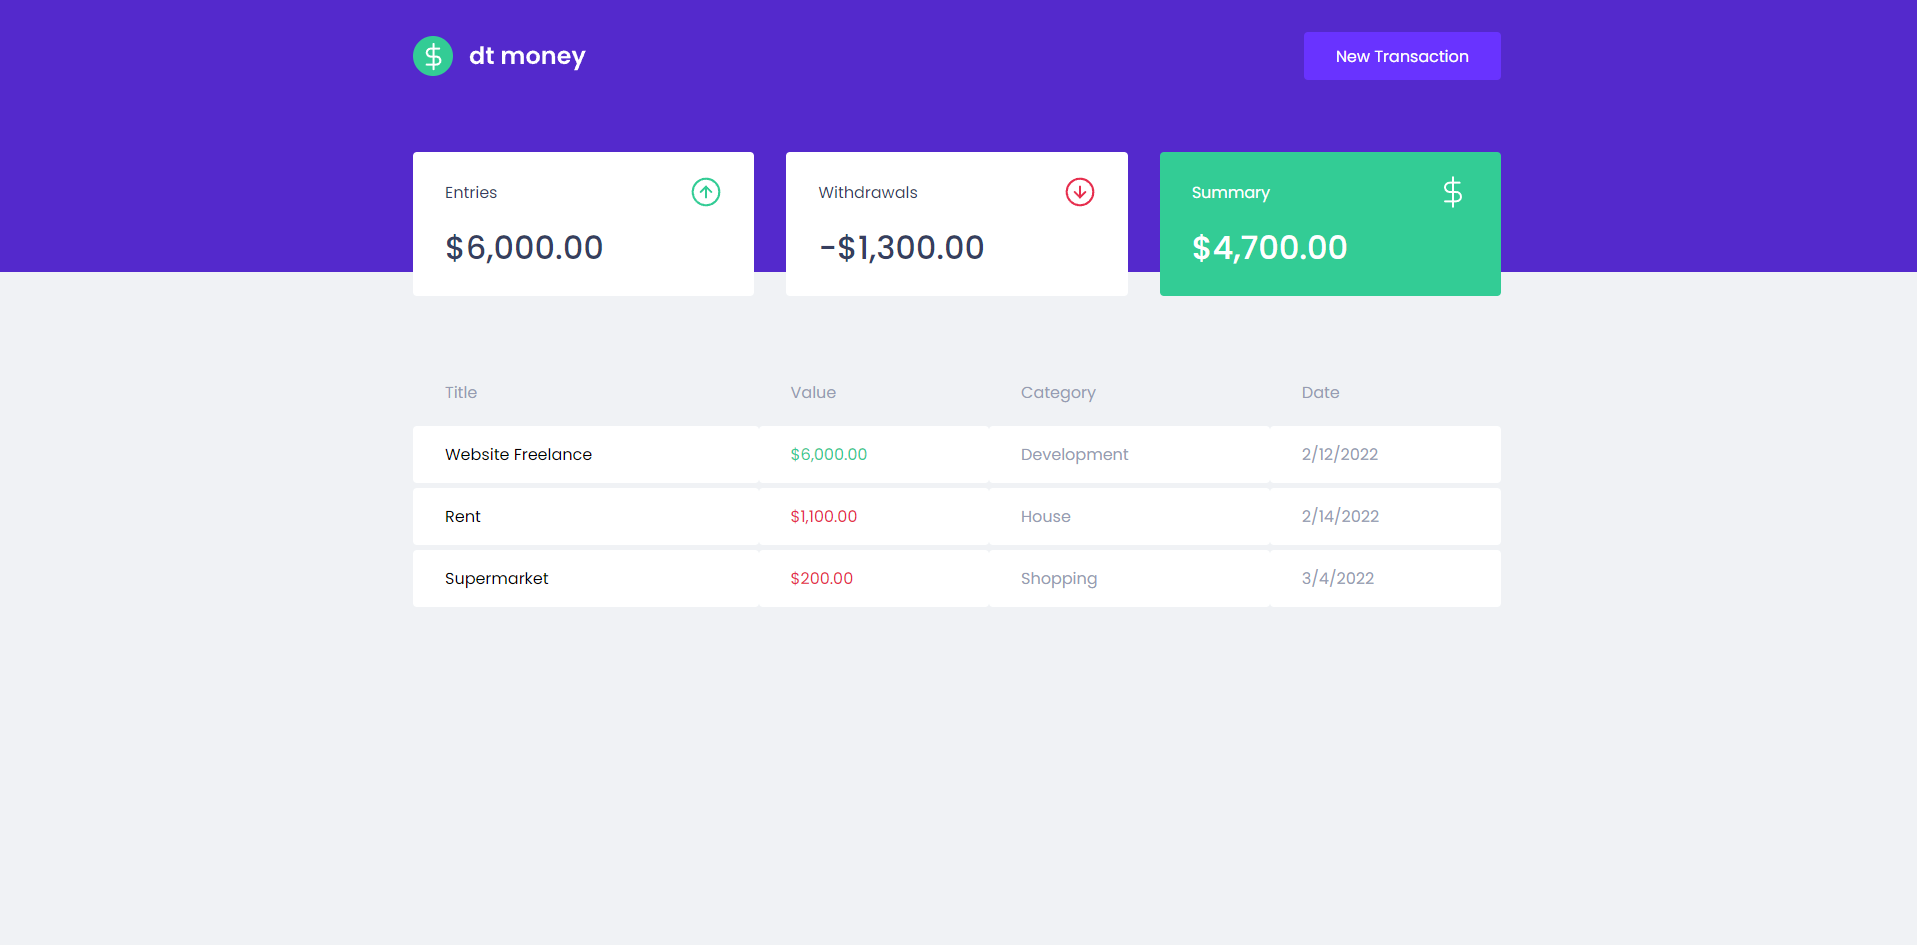 dt money New Transaction
Entries Withdrawals Summary
$6,000.00 -$1,300.00 $4,700.00
Title Value Category Date
Website Freelance $6,000.00 Development 2/12/2022
Rent $1,100.00 House 2/14/2022
Supermarket $200.00 Shopping 3/4/2022